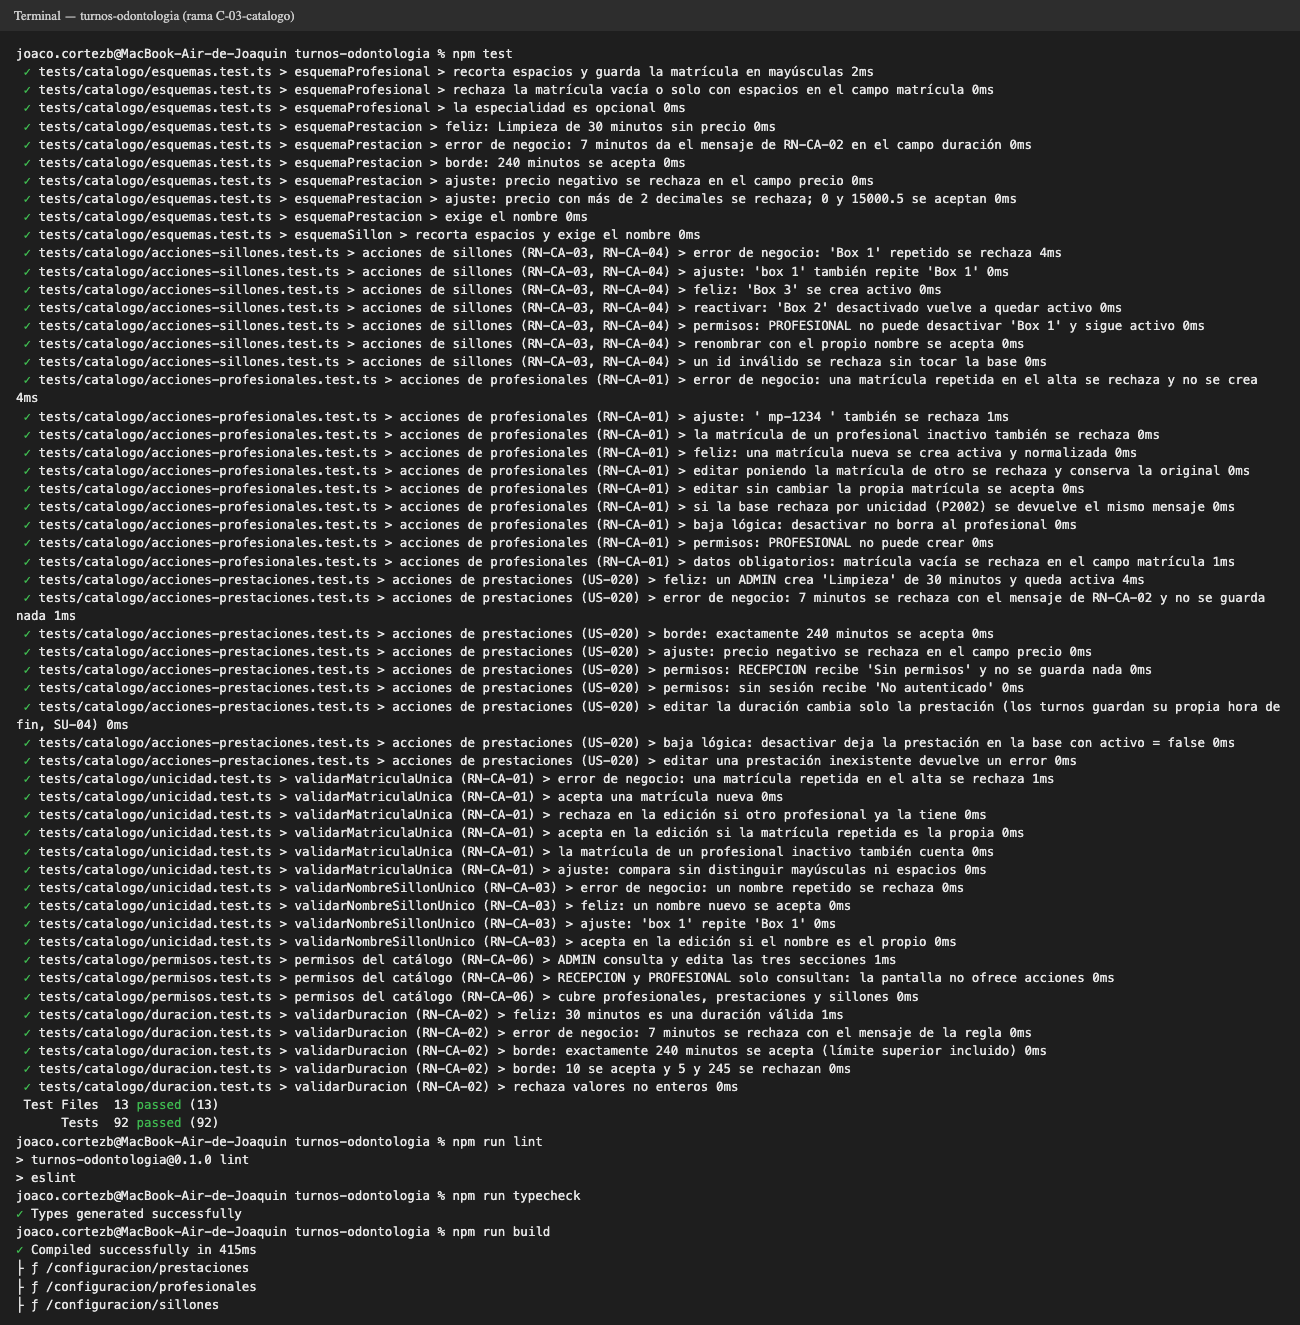 Terminal — turnos-odontologia (rama C-03-catalogo)
joaco.cortezb@MacBook-Air-de-Joaquin turnos-odontologia % npm test
✓ tests/catalogo/esquemas.test.ts > esquemaProfesional > recorta espacios y guarda la matrícula en mayúsculas 2ms
✓ tests/catalogo/esquemas.test.ts > esquemaProfesional > rechaza la matrícula vacía o solo con espacios en el campo matrícula 0ms
✓ tests/catalogo/esquemas.test.ts > esquemaProfesional > la especialidad es opcional 0ms
✓ tests/catalogo/esquemas.test.ts > esquemaPrestacion > feliz: Limpieza de 30 minutos sin precio 0ms
✓ tests/catalogo/esquemas.test.ts > esquemaPrestacion > error de negocio: 7 minutos da el mensaje de RN-CA-02 en el campo duración 0ms
✓ tests/catalogo/esquemas.test.ts > esquemaPrestacion > borde: 240 minutos se acepta 0ms
✓ tests/catalogo/esquemas.test.ts > esquemaPrestacion > ajuste: precio negativo se rechaza en el campo precio 0ms
✓ tests/catalogo/esquemas.test.ts > esquemaPrestacion > ajuste: precio con más de 2 decimales se rechaza; 0 y 15000.5 se aceptan 0ms
✓ tests/catalogo/esquemas.test.ts > esquemaPrestacion > exige el nombre 0ms
✓ tests/catalogo/esquemas.test.ts > esquemaSillon > recorta espacios y exige el nombre 0ms
✓ tests/catalogo/acciones-sillones.test.ts > acciones de sillones (RN-CA-03, RN-CA-04) > error de negocio: 'Box 1' repetido se rechaza 4ms
✓ tests/catalogo/acciones-sillones.test.ts > acciones de sillones (RN-CA-03, RN-CA-04) > ajuste: 'box 1' también repite 'Box 1' 0ms
✓ tests/catalogo/acciones-sillones.test.ts > acciones de sillones (RN-CA-03, RN-CA-04) > feliz: 'Box 3' se crea activo 0ms
✓ tests/catalogo/acciones-sillones.test.ts > acciones de sillones (RN-CA-03, RN-CA-04) > reactivar: 'Box 2' desactivado vuelve a quedar activo 0ms
✓ tests/catalogo/acciones-sillones.test.ts > acciones de sillones (RN-CA-03, RN-CA-04) > permisos: PROFESIONAL no puede desactivar 'Box 1' y sigue activo 0ms
✓ tests/catalogo/acciones-sillones.test.ts > acciones de sillones (RN-CA-03, RN-CA-04) > renombrar con el propio nombre se acepta 0ms
✓ tests/catalogo/acciones-sillones.test.ts > acciones de sillones (RN-CA-03, RN-CA-04) > un id inválido se rechaza sin tocar la base 0ms
✓ tests/catalogo/acciones-profesionales.test.ts > acciones de profesionales (RN-CA-01) > error de negocio: una matrícula repetida en el alta se rechaza y no se crea
4ms
✓ tests/catalogo/acciones-profesionales.test.ts > acciones de profesionales (RN-CA-01) > ajuste: ' mp-1234 ' también se rechaza 1ms
✓ tests/catalogo/acciones-profesionales.test.ts > acciones de profesionales (RN-CA-01) > la matrícula de un profesional inactivo también se rechaza 0ms
✓ tests/catalogo/acciones-profesionales.test.ts > acciones de profesionales (RN-CA-01) > feliz: una matrícula nueva se crea activa y normalizada 0ms
✓ tests/catalogo/acciones-profesionales.test.ts > acciones de profesionales (RN-CA-01) > editar poniendo la matrícula de otro se rechaza y conserva la original 0ms
✓ tests/catalogo/acciones-profesionales.test.ts > acciones de profesionales (RN-CA-01) > editar sin cambiar la propia matrícula se acepta 0ms
✓ tests/catalogo/acciones-profesionales.test.ts > acciones de profesionales (RN-CA-01) > si la base rechaza por unicidad (P2002) se devuelve el mismo mensaje 0ms
✓ tests/catalogo/acciones-profesionales.test.ts > acciones de profesionales (RN-CA-01) > baja lógica: desactivar no borra al profesional 0ms
✓ tests/catalogo/acciones-profesionales.test.ts > acciones de profesionales (RN-CA-01) > permisos: PROFESIONAL no puede crear 0ms
✓ tests/catalogo/acciones-profesionales.test.ts > acciones de profesionales (RN-CA-01) > datos obligatorios: matrícula vacía se rechaza en el campo matrícula 1ms
✓ tests/catalogo/acciones-prestaciones.test.ts > acciones de prestaciones (US-020) > feliz: un ADMIN crea 'Limpieza' de 30 minutos y queda activa 4ms
✓ tests/catalogo/acciones-prestaciones.test.ts > acciones de prestaciones (US-020) > error de negocio: 7 minutos se rechaza con el mensaje de RN-CA-02 y no se guarda
nada 1ms
✓ tests/catalogo/acciones-prestaciones.test.ts > acciones de prestaciones (US-020) > borde: exactamente 240 minutos se acepta 0ms
✓ tests/catalogo/acciones-prestaciones.test.ts > acciones de prestaciones (US-020) > ajuste: precio negativo se rechaza en el campo precio 0ms
✓ tests/catalogo/acciones-prestaciones.test.ts > acciones de prestaciones (US-020) > permisos: RECEPCION recibe 'Sin permisos' y no se guarda nada 0ms
✓ tests/catalogo/acciones-prestaciones.test.ts > acciones de prestaciones (US-020) > permisos: sin sesión recibe 'No autenticado' 0ms
✓ tests/catalogo/acciones-prestaciones.test.ts > acciones de prestaciones (US-020) > editar la duración cambia solo la prestación (los turnos guardan su propia hora de
fin, SU-04) 0ms
✓ tests/catalogo/acciones-prestaciones.test.ts > acciones de prestaciones (US-020) > baja lógica: desactivar deja la prestación en la base con activo = false 0ms
✓ tests/catalogo/acciones-prestaciones.test.ts > acciones de prestaciones (US-020) > editar una prestación inexistente devuelve un error 0ms
✓ tests/catalogo/unicidad.test.ts > validarMatriculaUnica (RN-CA-01) > error de negocio: una matrícula repetida en el alta se rechaza 1ms
✓ tests/catalogo/unicidad.test.ts > validarMatriculaUnica (RN-CA-01) > acepta una matrícula nueva 0ms
✓ tests/catalogo/unicidad.test.ts > validarMatriculaUnica (RN-CA-01) > rechaza en la edición si otro profesional ya la tiene 0ms
✓ tests/catalogo/unicidad.test.ts > validarMatriculaUnica (RN-CA-01) > acepta en la edición si la matrícula repetida es la propia 0ms
✓ tests/catalogo/unicidad.test.ts > validarMatriculaUnica (RN-CA-01) > la matrícula de un profesional inactivo también cuenta 0ms
✓ tests/catalogo/unicidad.test.ts > validarMatriculaUnica (RN-CA-01) > ajuste: compara sin distinguir mayúsculas ni espacios 0ms
✓ tests/catalogo/unicidad.test.ts > validarNombreSillonUnico (RN-CA-03) > error de negocio: un nombre repetido se rechaza 0ms
✓ tests/catalogo/unicidad.test.ts > validarNombreSillonUnico (RN-CA-03) > feliz: un nombre nuevo se acepta 0ms
✓ tests/catalogo/unicidad.test.ts > validarNombreSillonUnico (RN-CA-03) > ajuste: 'box 1' repite 'Box 1' 0ms
✓ tests/catalogo/unicidad.test.ts > validarNombreSillonUnico (RN-CA-03) > acepta en la edición si el nombre es el propio 0ms
✓ tests/catalogo/permisos.test.ts > permisos del catálogo (RN-CA-06) > ADMIN consulta y edita las tres secciones 1ms
✓ tests/catalogo/permisos.test.ts > permisos del catálogo (RN-CA-06) > RECEPCION y PROFESIONAL solo consultan: la pantalla no ofrece acciones 0ms
✓ tests/catalogo/permisos.test.ts > permisos del catálogo (RN-CA-06) > cubre profesionales, prestaciones y sillones 0ms
✓ tests/catalogo/duracion.test.ts > validarDuracion (RN-CA-02) > feliz: 30 minutos es una duración válida 1ms
✓ tests/catalogo/duracion.test.ts > validarDuracion (RN-CA-02) > error de negocio: 7 minutos se rechaza con el mensaje de la regla 0ms
✓ tests/catalogo/duracion.test.ts > validarDuracion (RN-CA-02) > borde: exactamente 240 minutos se acepta (límite superior incluido) 0ms
✓ tests/catalogo/duracion.test.ts > validarDuracion (RN-CA-02) > borde: 10 se acepta y 5 y 245 se rechazan 0ms
✓ tests/catalogo/duracion.test.ts > validarDuracion (RN-CA-02) > rechaza valores no enteros 0ms
Test Files 13 passed (13)
Tests 92 passed (92)
joaco.cortezb@MacBook-Air-de-Joaquin turnos-odontologia % npm run lint
> turnos-odontologia@0.1.0 lint
> eslint
joaco.cortezb@MacBook-Air-de-Joaquin turnos-odontologia % npm run typecheck
✓ Types generated successfully
joaco.cortezb@MacBook-Air-de-Joaquin turnos-odontologia % npm run build
✓ Compiled successfully in 415ms
├ ƒ /configuracion/prestaciones
├ ƒ /configuracion/profesionales
├ ƒ /configuracion/sillones